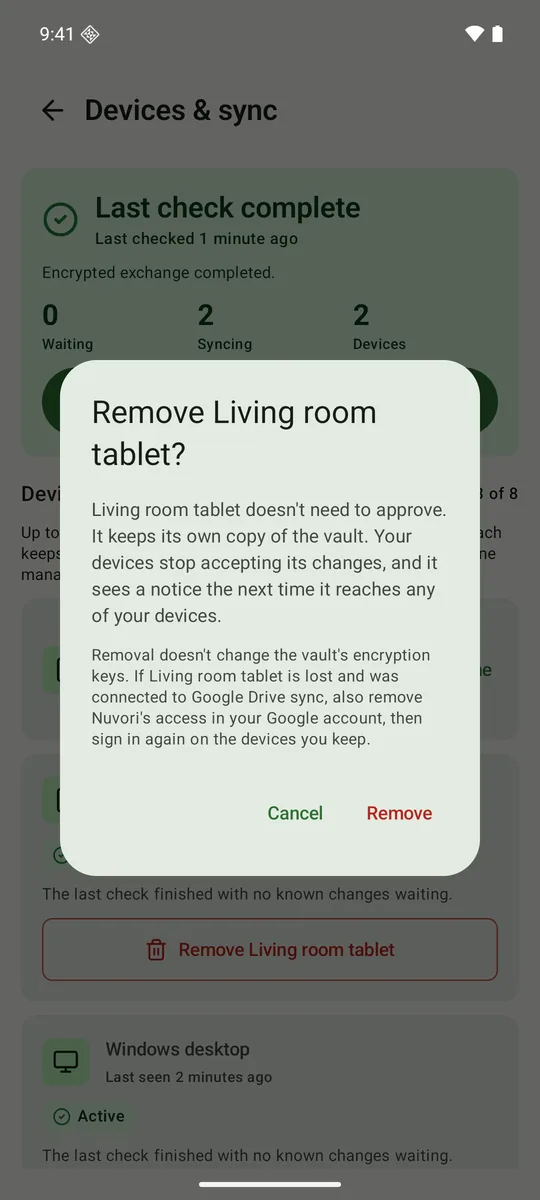 9:41
Devices & sync
Last check complete
Last checked 1 minute ago
Encrypted exchange completed.
0
2
2
Waiting
Syncing
Devices
Remove Living room
tablet?
Living room tablet doesn't need to approve.
It keeps its own copy of the vault. Your
devices stop accepting its changes, and it
sees a notice the next time it reaches any
of your devices.
Removal doesn't change the vault's encryption
keys. If Living room tablet is lost and was
connected to Google Drive sync, also remove
Nuvori's access in your Google account, then
sign in again on the devices you keep.
Cancel
Remove
of 8
Up to
keeps
The last check finished with no known changes waiting.
Remove Living room tablet
Windows desktop
Last seen 2 minutes ago
Active
The last check finished with no known changes waiting.